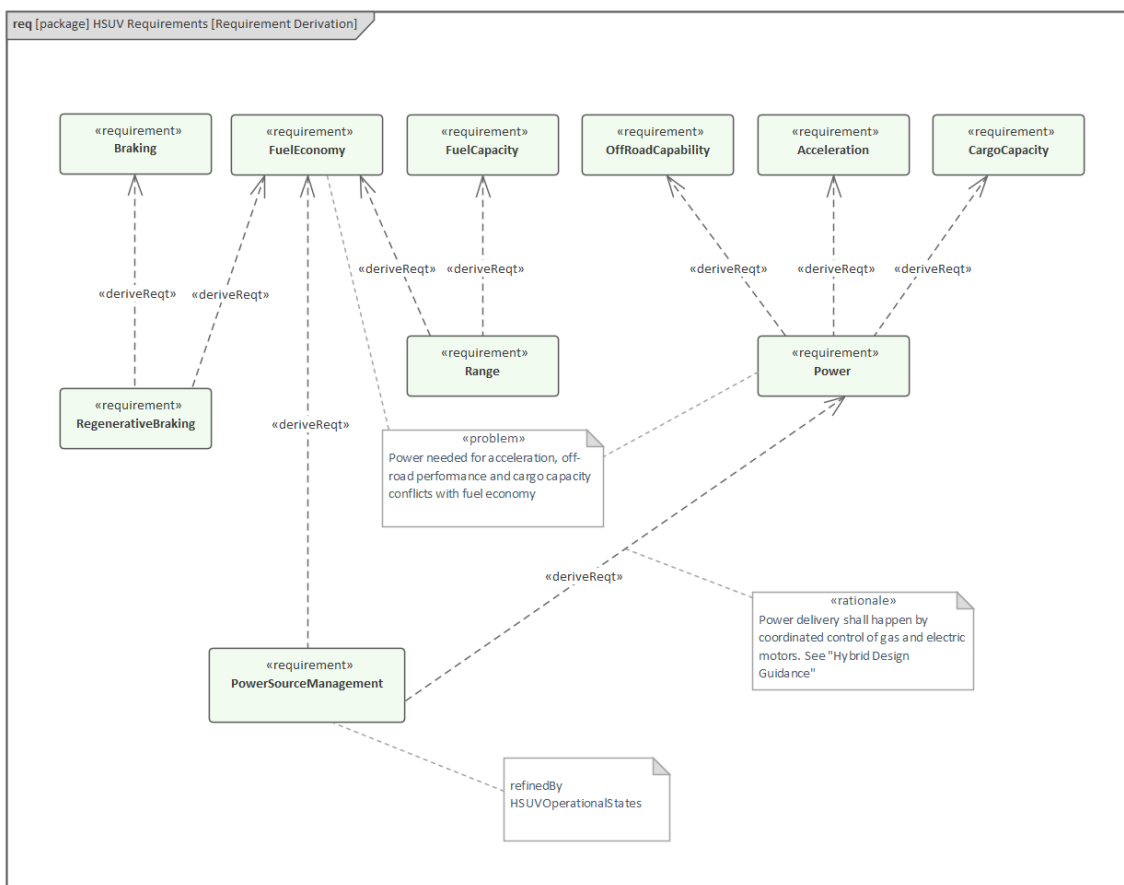 req [package] HSUV Requirements [Requirement Derivation]
«requirement»
Braking
«requirement»
FuelEconomy
«requirement»
FuelCapacity
«requirement»
OffRoadCapability
«requirement»
Acceleration
«requirement»
CargoCapacity
«deriveReqt»
«deriveReqt»
«deriveReqt»
«deriveReqt»
«deriveReqt»
«deriveReqt»
«deriveReqt»
«requirement»
Range
«requirement»
Power
«requirement»
RegenerativeBraking
«deriveReqt»
«problem»
Power needed for acceleration, off-
road performance and cargo capacity
conflicts with fuel economy
«deriveReqt»
«rationale»
Power delivery shall happen by
coordinated control of gas and electric
motors. See "Hybrid Design
Guidance"
«requirement»
PowerSourceManagement
refinedBy
HSUVOperationalStates